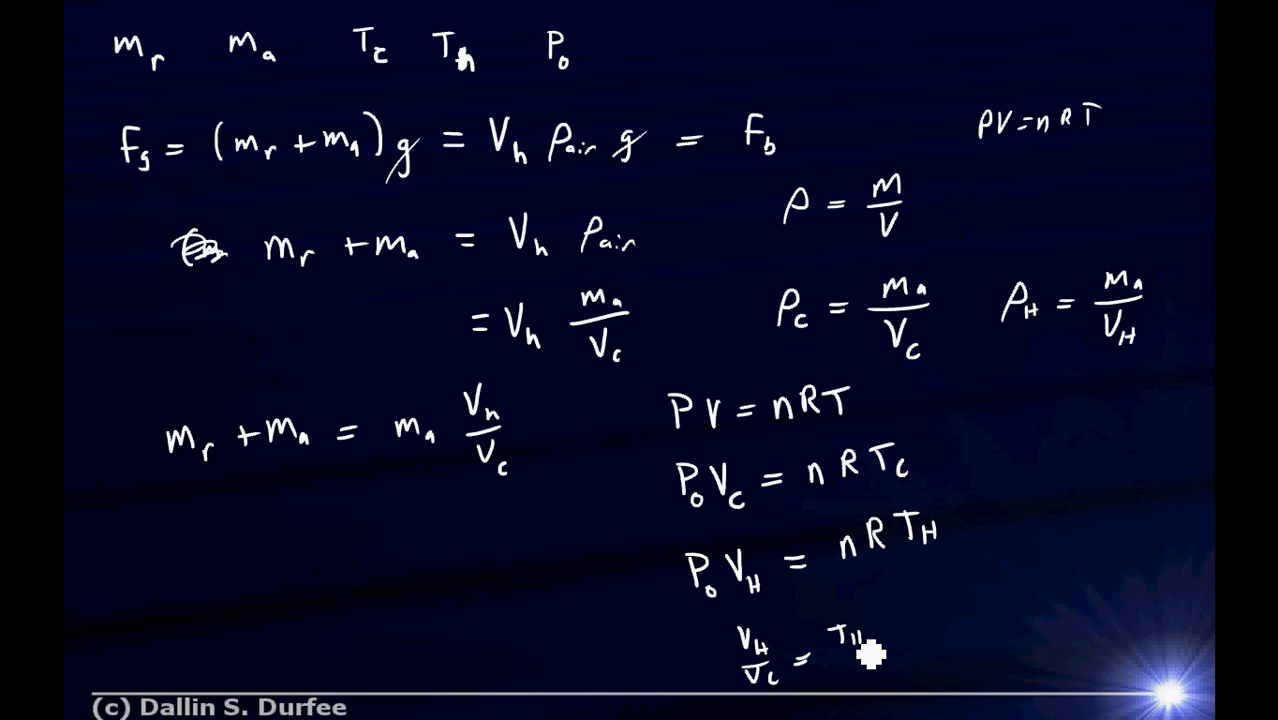 m_r m_a T_c T_h P_0
F_g = (m_r + m_a) g = V_h ρ_air g = F_b
PV = nRT
ρ = m/V
m_r + m_a = V_h ρ_air
= V_h m_a/V_c
ρ_c = m_a/V_c ρ_H = m_a/V_H
m_r + m_a = m_a V_h/V_c
PV = nRT
P_0 V_c = nRT_c
P_0 V_H = nRT_H
V_H/V_c = T_H
(c) Dallin S. Durfee